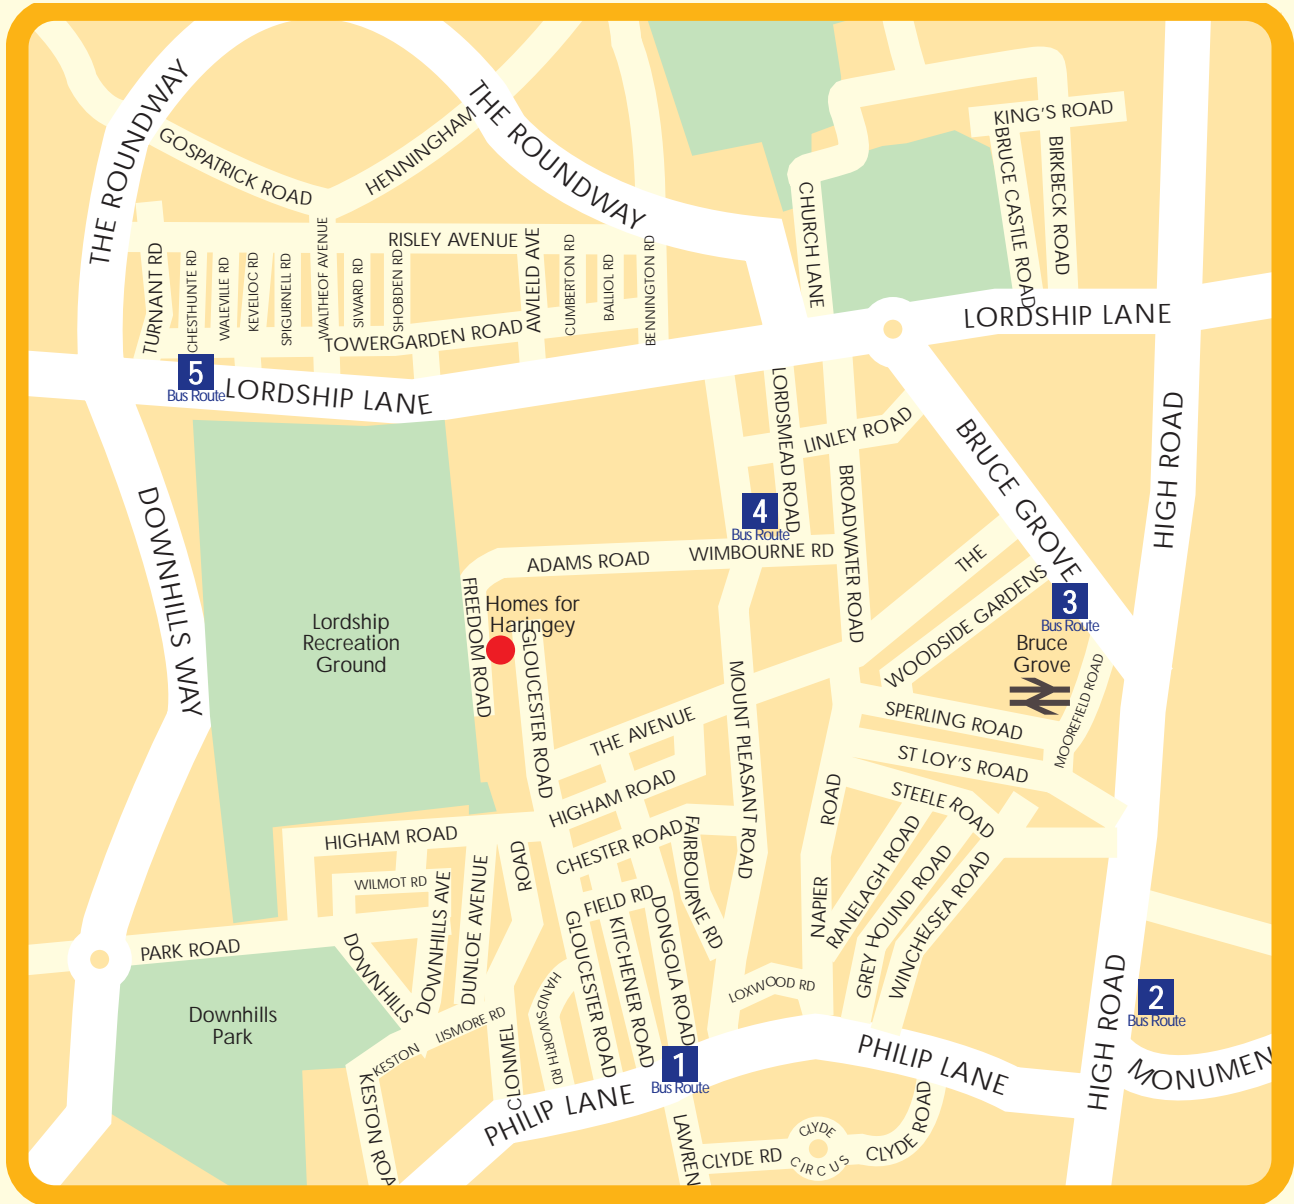 THE ROUNDWAY
THE ROUNDWAY
GOSPATRICK ROAD
HENNINGHAM
KING'S ROAD
BRUCE CASTLE ROAD
BIRKBECK ROAD
CHURCH LANE
RISLEY AVENUE
TURNANT RD
CHESTHUNTE RD
WALEVILLE RD
KEVELIOC RD
SPIGURNELL RD
WALTHEOF AVENUE
SIWARD RD
SHOBDEN RD
AWLFIELD AVE
CUMBERTON RD
BALLIOL RD
BENNINGTON RD
TOWERGARDEN ROAD
LORDSHIP LANE
5
Bus Route
LORDSHIP LANE
LORDSMEAD ROAD
LINLEY ROAD
BROADWATER ROAD
BRUCE GROVE
HIGH ROAD
DOWNHILLS WAY
4
Bus Route
ADAMS ROAD
WIMBOURNE RD
THE
WOODSIDE GARDENS
3
Bus Route
Bruce
Grove
FREEDOM ROAD
Homes for
Haringey
Lordship
Recreation
Ground
GLOUCESTER ROAD
MOUNT PLEASANT ROAD
THE AVENUE
SPERLING ROAD
MOOREFIELD ROAD
ST LOY'S ROAD
STEELE ROAD
HIGHAM ROAD
HIGHAM ROAD
CHESTER ROAD
FAIRBOURNE RD
ROAD
NAPIER
RANELAGH ROAD
GREY HOUND ROAD
WINCHELSEA ROAD
WILMOT RD
DOWNHILLS AVE
DUNLOE AVENUE
ROAD
FIELD RD
GLOUCESTER ROAD
KITCHENER ROAD
DONGOLA ROAD
PARK ROAD
DOWNHILLS
Downhills
Park
KESTON
LISMORE RD
CLONMEL
HANDSWORTH RD
LOXWOOD RD
2
Bus Route
HIGH ROAD
MONUMEN
1
Bus Route
PHILIP LANE
PHILIP LANE
KESTON ROA
LAWREN
CLYDE RD
CLYDE
CIRCUS
CLYDE ROAD